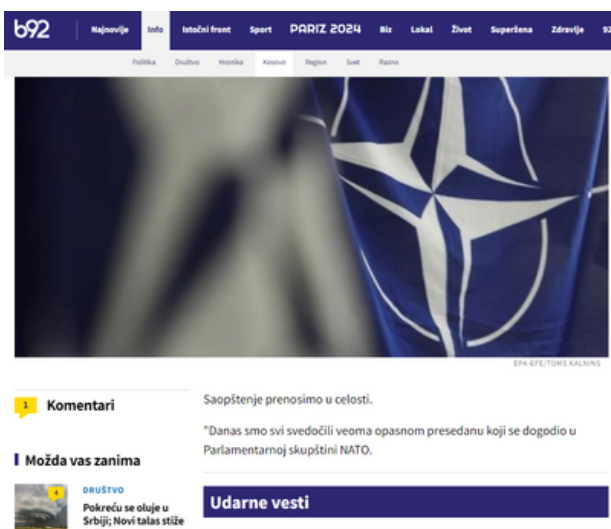 b92 Najnovije Info Istočni front Sport PARIZ 2024 Biz Lokal Život Superžena Zdravlje 92
Politika Društvo Hronika Kosovo Region Svet Razno
EPA-EFE/TOMS KALNINS
1 Komentari
Saopštenje prenosimo u celosti.
"Danas smo svi svedočili veoma opasnom presedanu koji se dogodio u
Parlamentarnoj skupštini NATO.
Možda vas zanima
4
DRUŠTVO
Pokreću se oluje u
Srbiji; Novi talas stiže
Udarne vesti